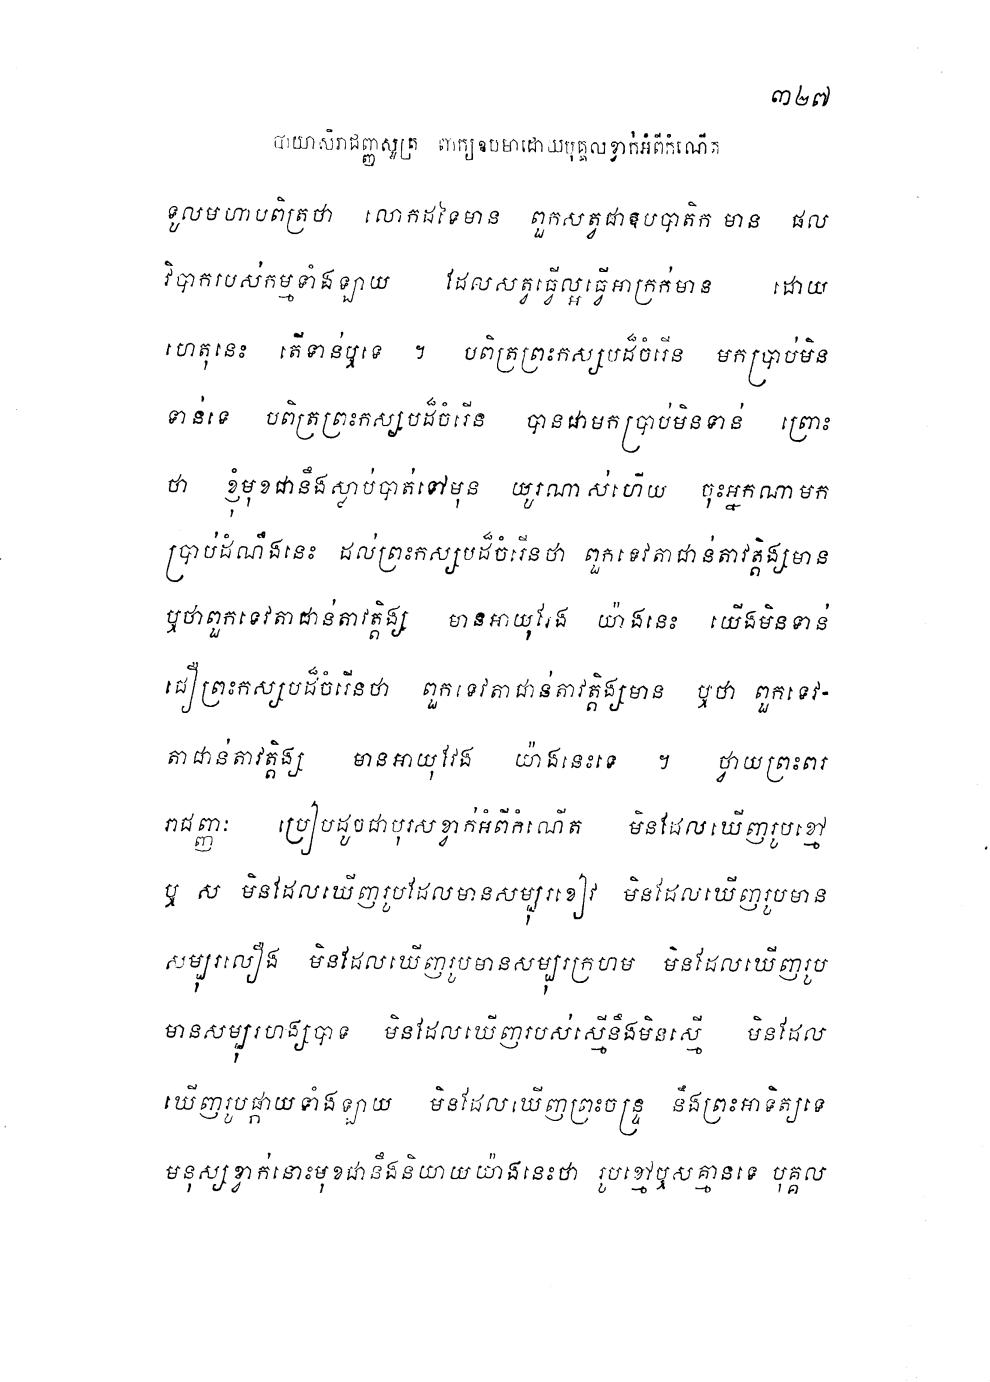 ៣២៧
បាយាសិរាជញ្ញសូត្រ ពាក្យឧបមាដោយបុគ្គលខ្វាក់អំពីកំណើត
ទូលមហាបពិត្រថា លោកដទៃមាន ពួកសត្វជាឧបបាតិក មាន ផល
វិបាករបស់កម្មទាំងឡាយ ដែលសត្វធ្វើល្អធ្វើអាក្រក់មាន ដោយ
ហេតុនេះ តើទាន់ឬទេ ។ បពិត្រព្រះកស្សបដ៏ចំរើន មកប្រាប់មិន
ទាន់ទេ បពិត្រព្រះកស្សបដ៏ចំរើន បានជាមកប្រាប់មិនទាន់ ព្រោះ
ថា ខ្ញុំមុខជានឹងស្លាប់បាត់ទៅមុន យូរណាស់ហើយ ចុះអ្នកណាមក
ប្រាប់ដំណឹងនេះ ដល់ព្រះកស្សបដ៏ចំរើនថា ពួកទេវតាជាន់តាវត្តិង្សមាន
ឬថាពួកទេវតាជាន់តាវត្តិង្ស មានអាយុវែង យ៉ាងនេះ យើងមិនទាន់
ជឿព្រះកស្សបដ៏ចំរើនថា ពួកទេវតាជាន់តាវត្តិង្សមាន ឬថា ពួកទេវ-
តាជាន់តាវត្តិង្ស មានអាយុវែង យ៉ាងនេះទេ ។ ថ្វាយព្រះពរ
រាជញ្ញៈ ប្រៀបដូចជាបុរសខ្វាក់អំពីកំណើត មិនដែលឃើញរូបខ្មៅ
ឬ ស មិនដែលឃើញរូបដែលមានសម្បុរខៀវ មិនដែលឃើញរូបមាន
សម្បុរលឿង មិនដែលឃើញរូបមានសម្បុរក្រហម មិនដែលឃើញរូប
មានសម្បុរហង្សបាទ មិនដែលឃើញរបស់ស្មើនឹងមិនស្មើ មិនដែល
ឃើញរូបផ្កាយទាំងឡាយ មិនដែលឃើញព្រះចន្ទ្រ នឹងព្រះអាទិត្យទេ
មនុស្សខ្វាក់នោះមុខជានឹងនិយាយយ៉ាងនេះថា រូបខ្មៅឬសគ្មានទេ បុគ្គល